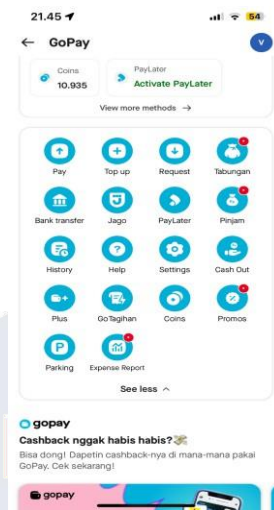 21.45
54
GoPay
V
Coins
10.935
PayLater
Activate PayLater
View more methods →
Pay
Top up
Request
Tabungan
Bank transfer
Jago
PayLater
Pinjam
History
Help
Settings
Cash Out
Plus
GoTagihan
Coins
Promos
P
Parking
Expense Report
See less
gopay
Cashback nggak habis habis?💸
Bisa dong! Dapetin cashback-nya di mana-mana pakai
GoPay. Cek sekarang!
gopay